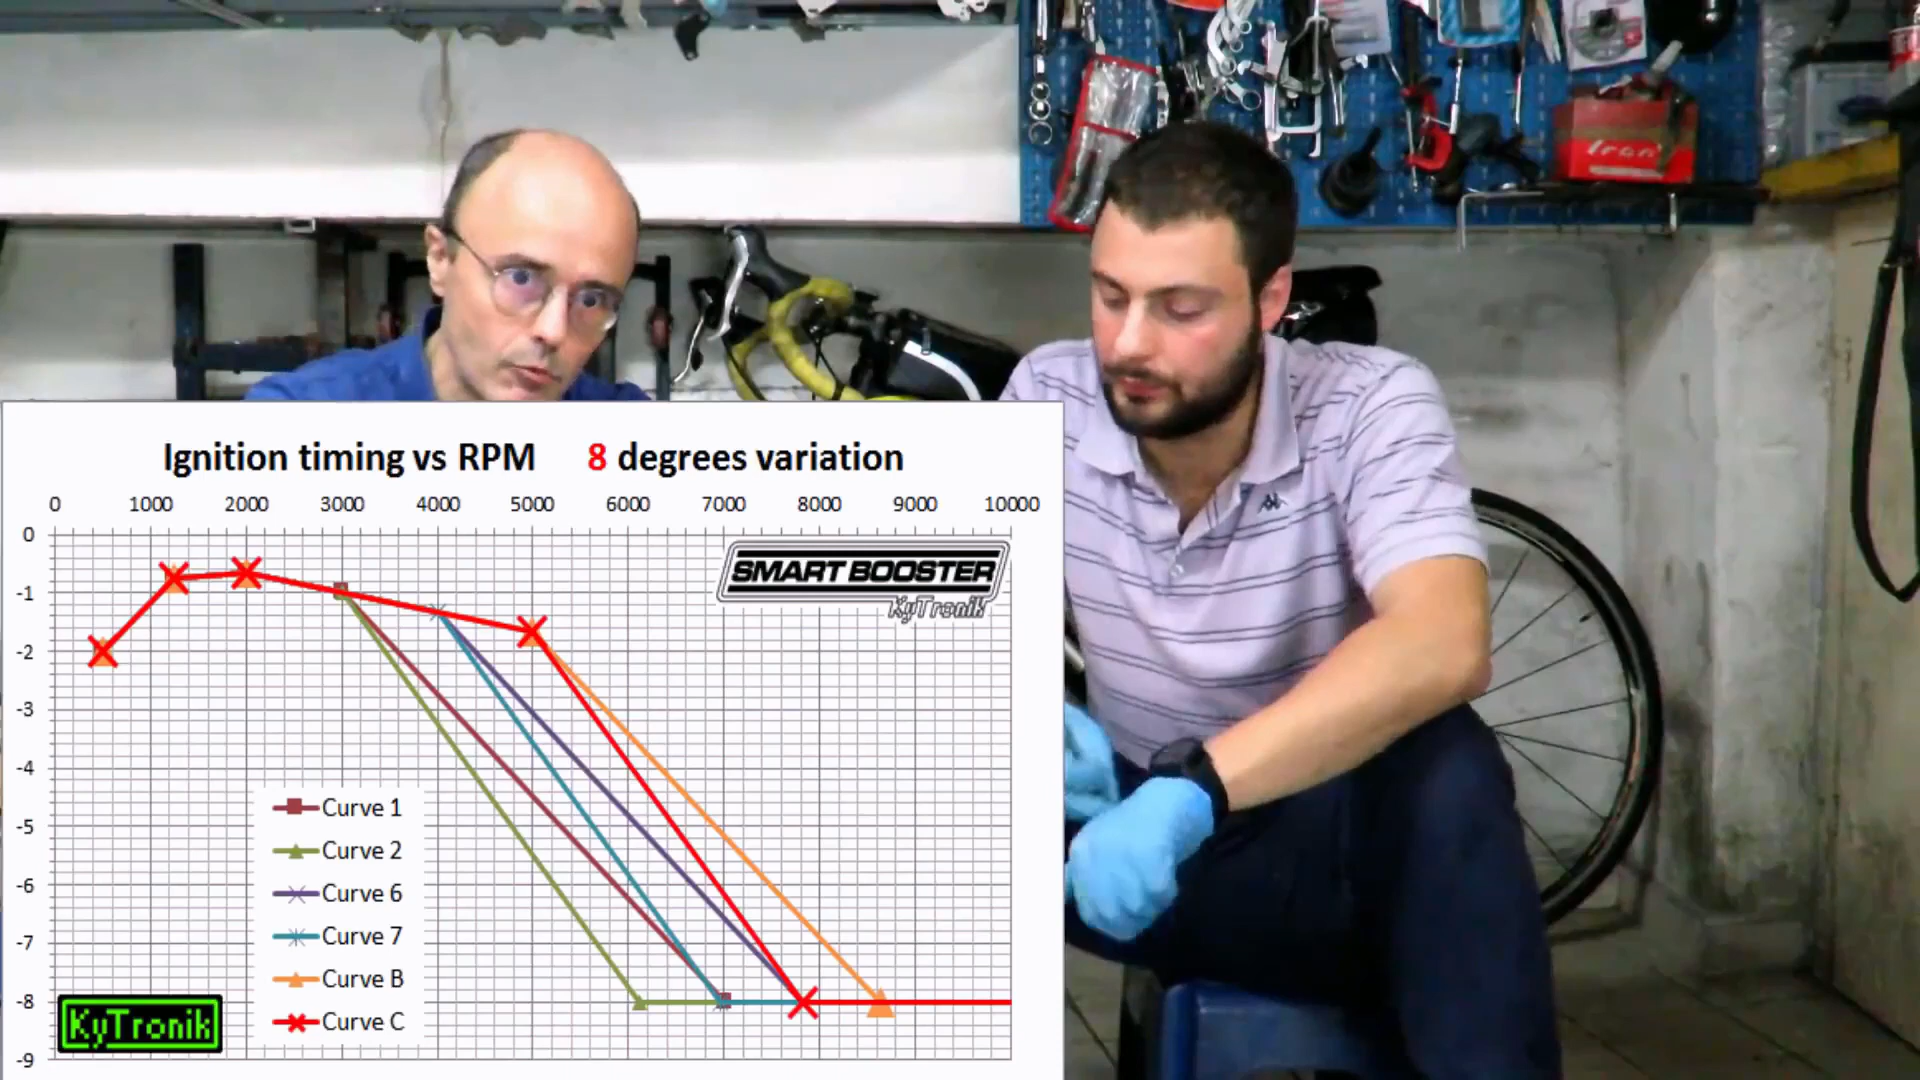 Iran
Ignition timing vs RPM 8 degrees variation
0 1000 2000 3000 4000 5000 6000 7000 8000 9000 10000
0
-1
-2
-3
-4
-5
-6
-7
-8
-9
SMART BOOSTER
KyTronik
Curve 1
Curve 2
Curve 6
Curve 7
Curve B
Curve C
KyTronik